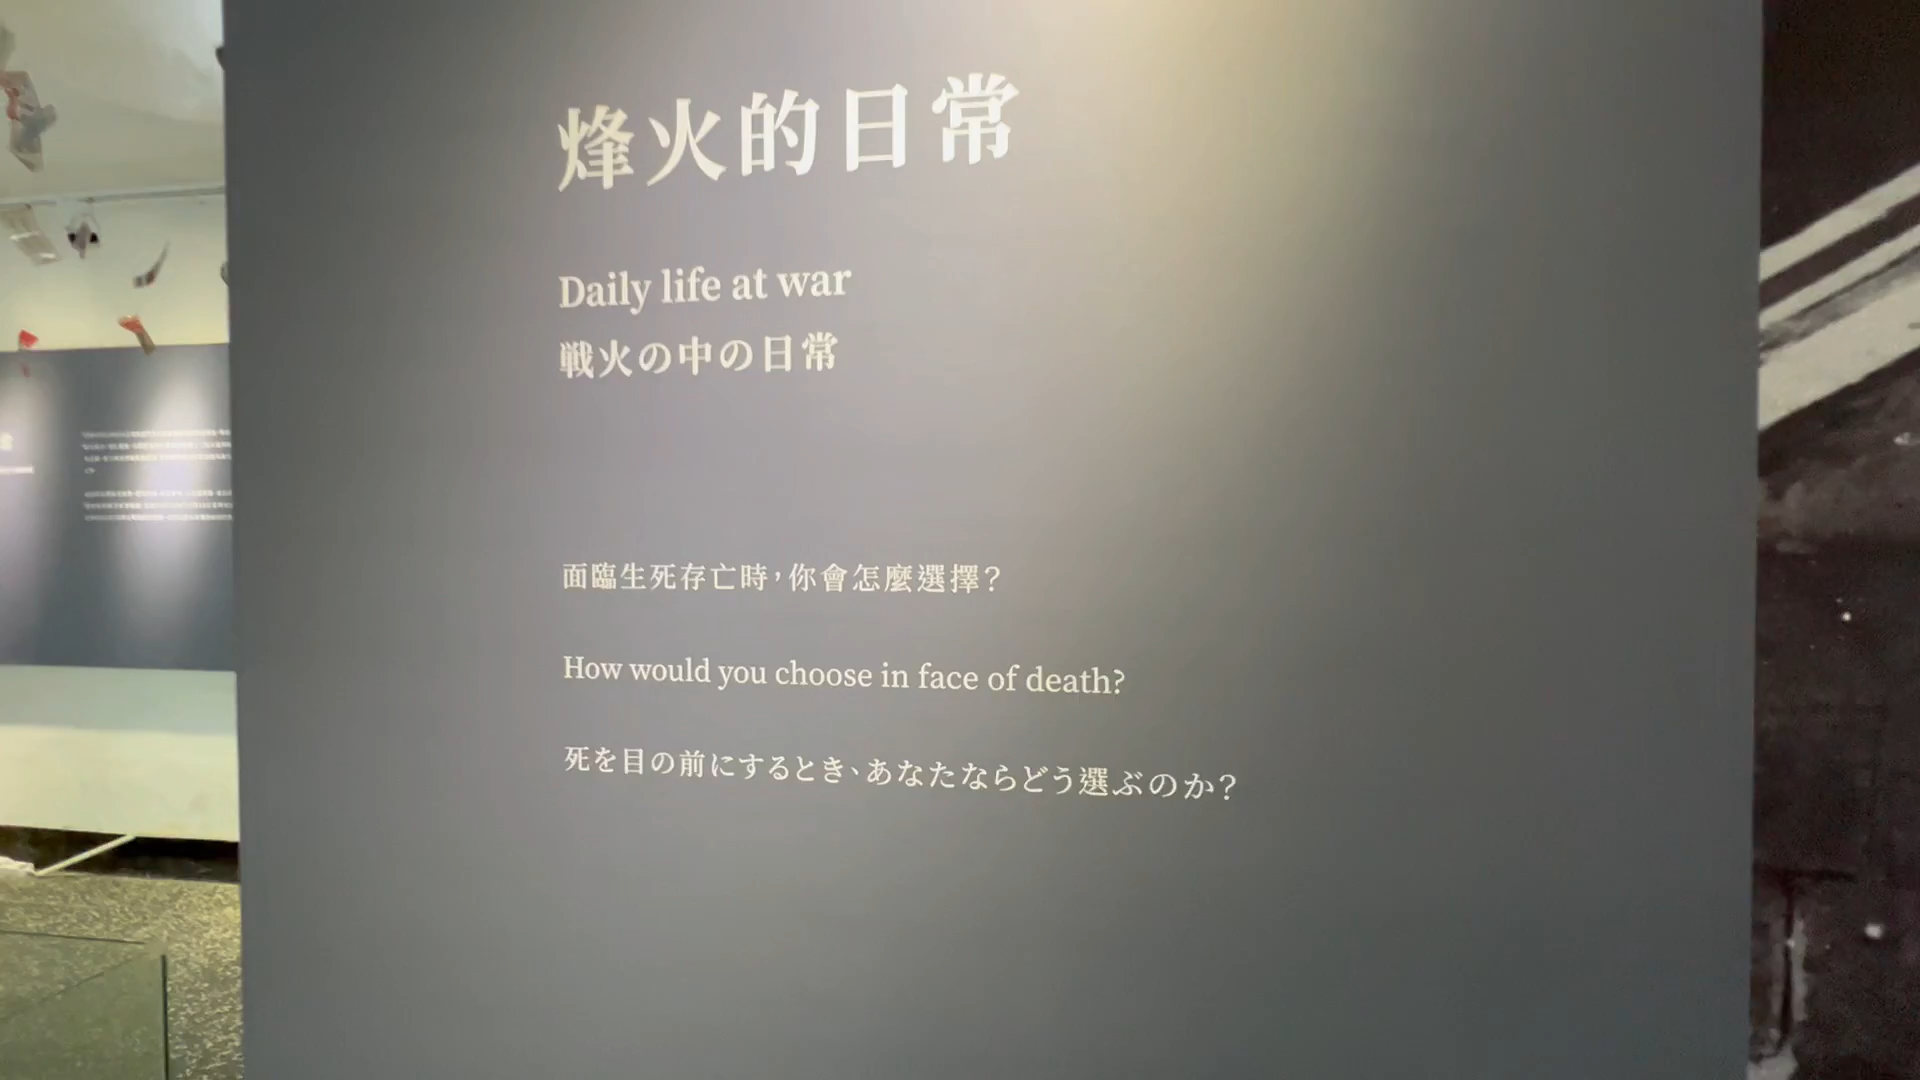 烽火的日常
Daily life at war
戦火の中の日常
面臨生死存亡時，你會怎麼選擇？
How would you choose in face of death?
死を目の前にするとき、あなたならどう選ぶのか？